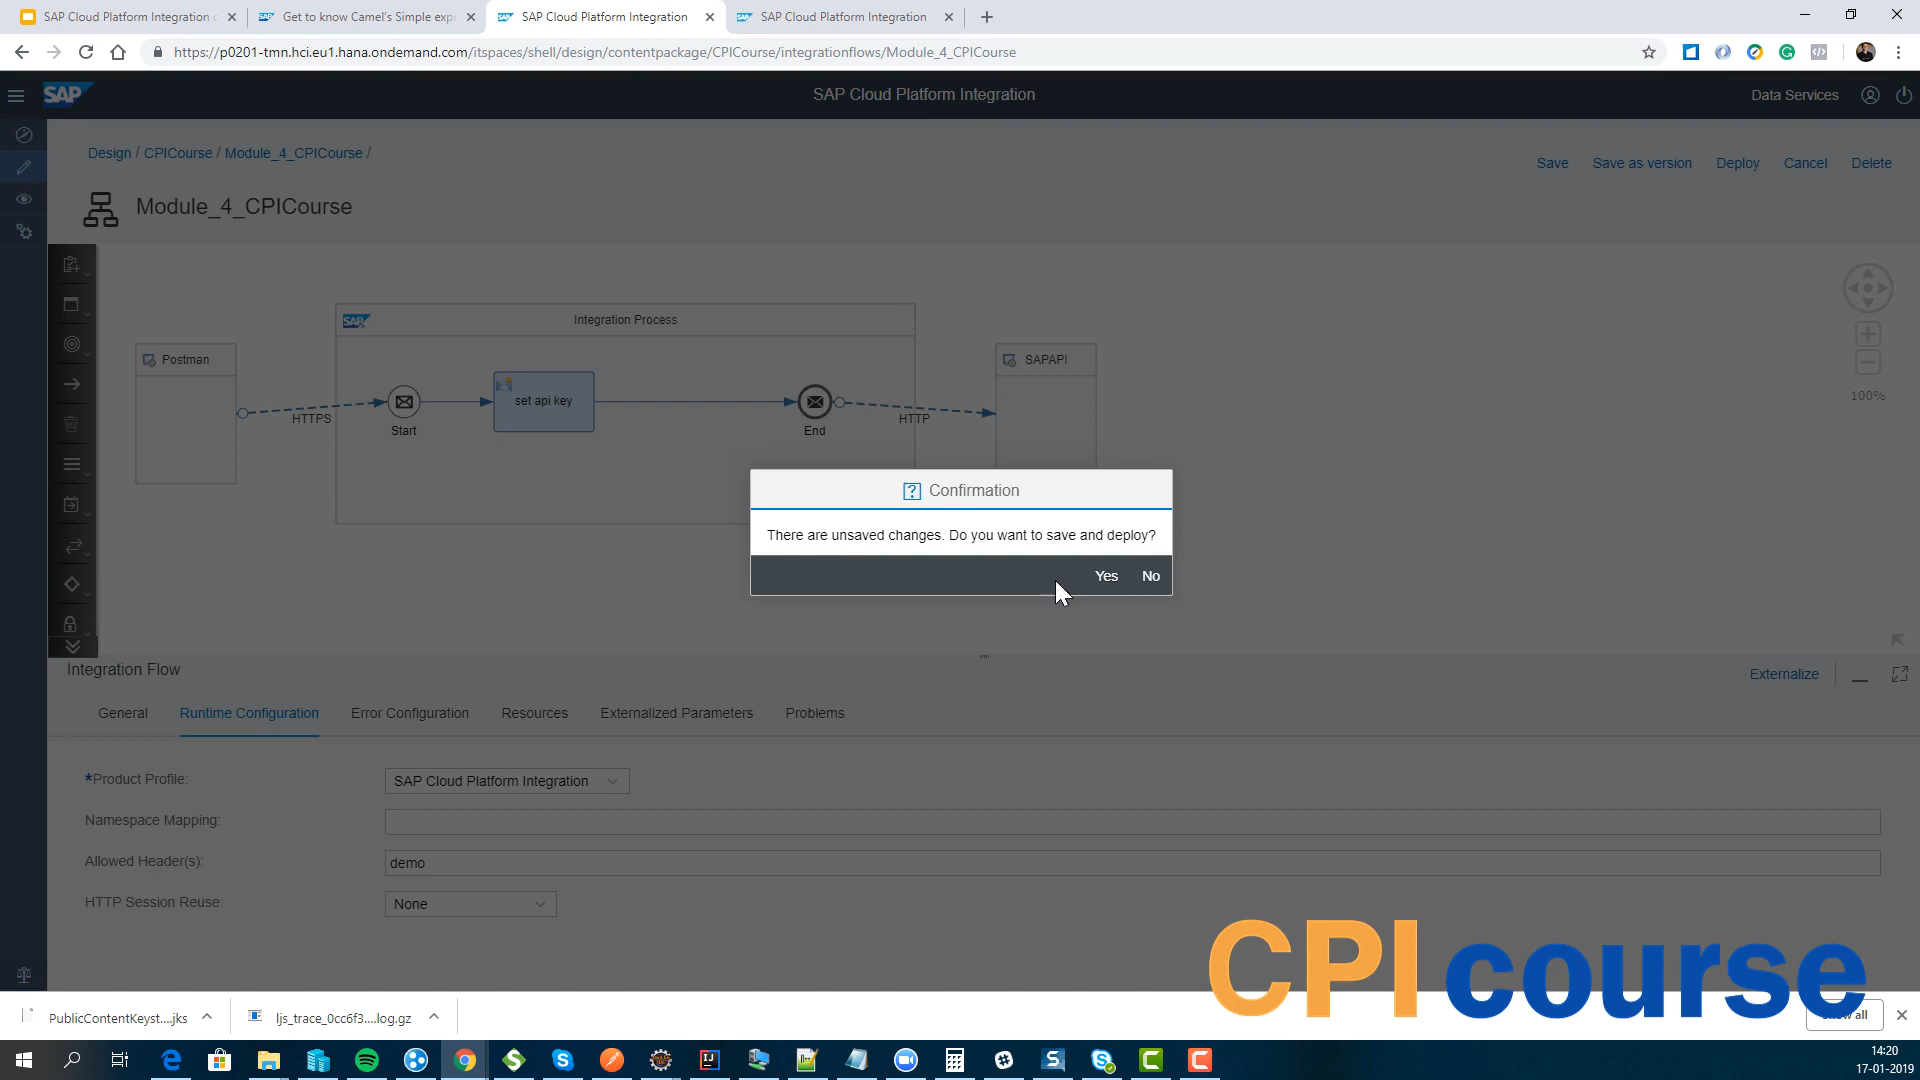 SAP Cloud Platform Integration c
Get to know Camel's Simple expr
SAP Cloud Platform Integration
SAP Cloud Platform Integration
https://p0201-tmn.hci.eu1.hana.ondemand.com/itspaces/shell/design/contentpackage/CPICourse/integrationflows/Module_4_CPICourse
SAP
SAP Cloud Platform Integration
Data Services
Design / CPICourse / Module_4_CPICourse /
Save
Save as version
Deploy
Cancel
Delete
Module_4_CPICourse
SAP
Integration Process
Postman
SAPAPI
set api key
HTTPS
HTTP
Start
End
100%
Confirmation
There are unsaved changes. Do you want to save and deploy?
Yes
No
Integration Flow
Externalize
General
Runtime Configuration
Error Configuration
Resources
Externalized Parameters
Problems
*Product Profile:
SAP Cloud Platform Integration
Namespace Mapping:
Allowed Header(s):
demo
HTTP Session Reuse:
None
CPI course
PublicContentKeyst....jks
ljs_trace_0cc6f3....log.gz
all
14:20
17-01-2019